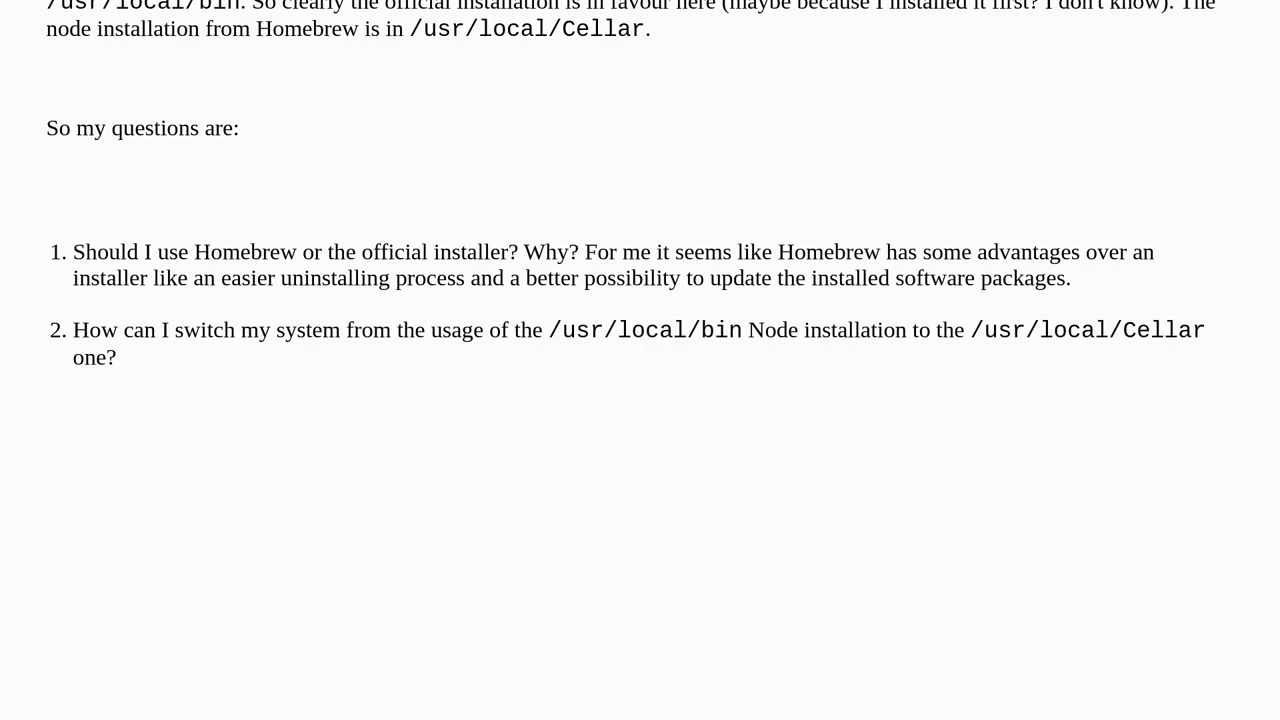 /usr/local/bin. So clearly the official installation is in favour here (maybe because I installed it first? I don't know). The
node installation from Homebrew is in /usr/local/Cellar.
So my questions are:
1. Should I use Homebrew or the official installer? Why? For me it seems like Homebrew has some advantages over an
installer like an easier uninstalling process and a better possibility to update the installed software packages.
2. How can I switch my system from the usage of the /usr/local/bin Node installation to the /usr/local/Cellar
one?